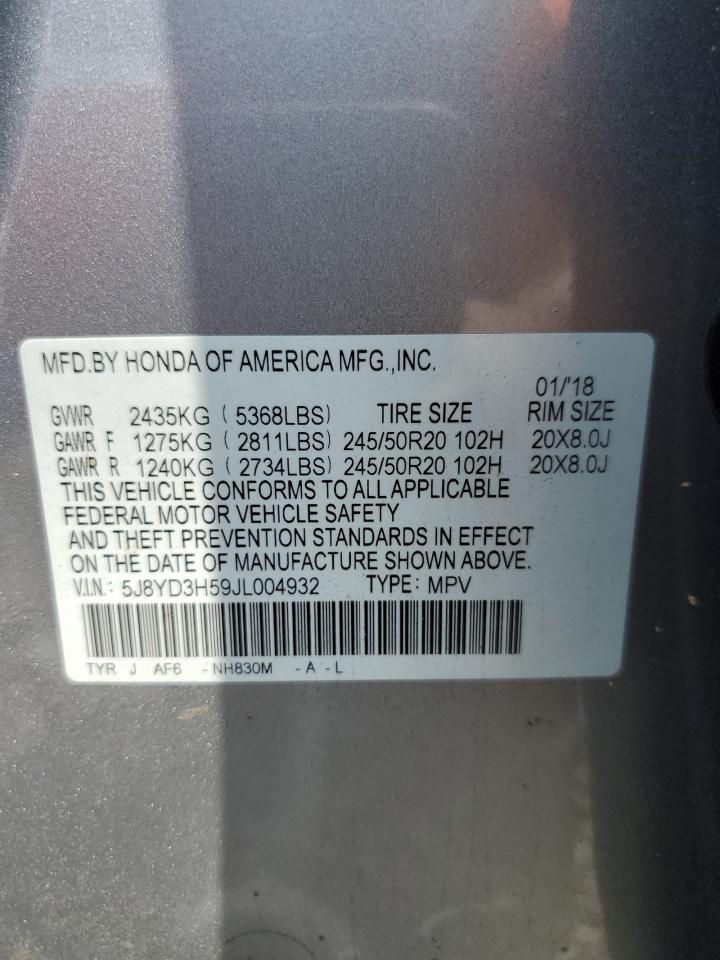 MFD.BY HONDA OF AMERICA MFG.,INC.
01/'18
GVWR 2435KG ( 5368LBS) TIRE SIZE RIM SIZE
GAWR F 1275KG ( 2811LBS) 245/50R20 102H 20X8.0J
GAWR R 1240KG ( 2734LBS) 245/50R20 102H 20X8.0J
THIS VEHICLE CONFORMS TO ALL APPLICABLE
FEDERAL MOTOR VEHICLE SAFETY
AND THEFT PREVENTION STANDARDS IN EFFECT
ON THE DATE OF MANUFACTURE SHOWN ABOVE.
V.I.N.: 5J8YD3H59JL004932 TYPE: MPV
TYR J AF6 -NH830M -A -L